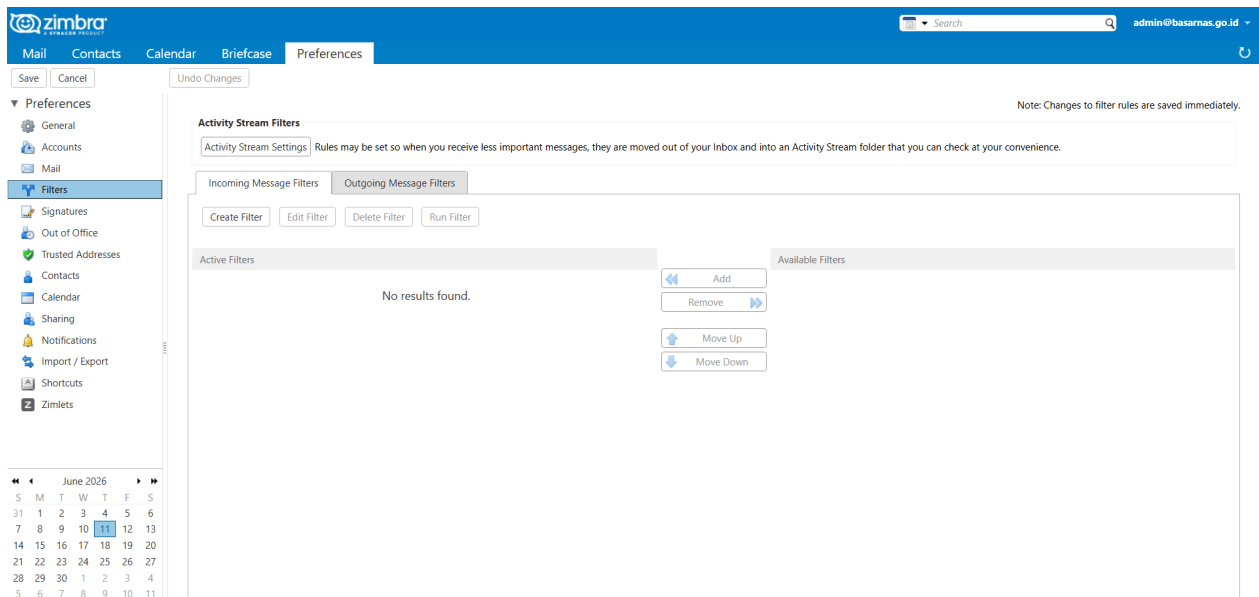 zimbra
A SYNACOR PRODUCT
Search
admin@basarnas.go.id
Mail Contacts Calendar Briefcase Preferences
Save Cancel Undo Changes
Preferences
General
Accounts
Mail
Filters
Signatures
Out of Office
Trusted Addresses
Contacts
Calendar
Sharing
Notifications
Import / Export
Shortcuts
Zimlets
Note: Changes to filter rules are saved immediately.
Activity Stream Filters
Activity Stream Settings Rules may be set so when you receive less important messages, they are moved out of your Inbox and into an Activity Stream folder that you can check at your convenience.
Incoming Message Filters Outgoing Message Filters
Create Filter Edit Filter Delete Filter Run Filter
Active Filters
No results found.
Add
Remove
Move Up
Move Down
Available Filters
June 2026
S M T W T F S
31 1 2 3 4 5 6
7 8 9 10 11 12 13
14 15 16 17 18 19 20
21 22 23 24 25 26 27
28 29 30 1 2 3 4
5 6 7 8 9 10 11